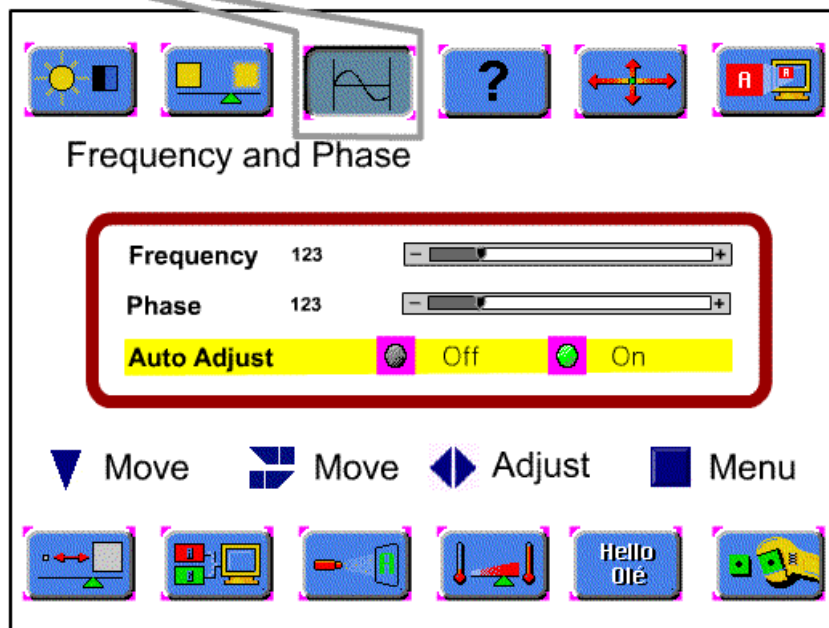 ? A
Frequency and Phase
Frequency 123 - +
Phase 123 - +
Auto Adjust Off On
Move Move Adjust Menu
A
Hello
Olé